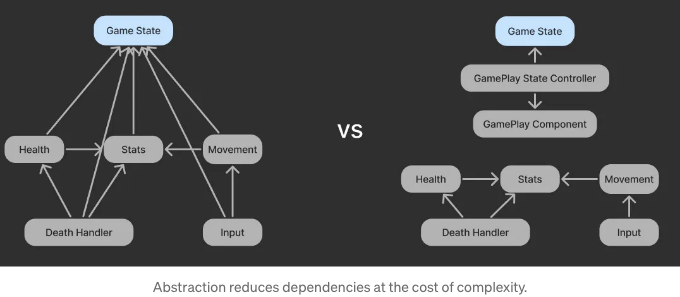 Game State
Health
Stats
Movement
Death Handler
Input
VS
Game State
GamePlay State Controller
GamePlay Component
Health
Stats
Movement
Death Handler
Input
Abstraction reduces dependencies at the cost of complexity.